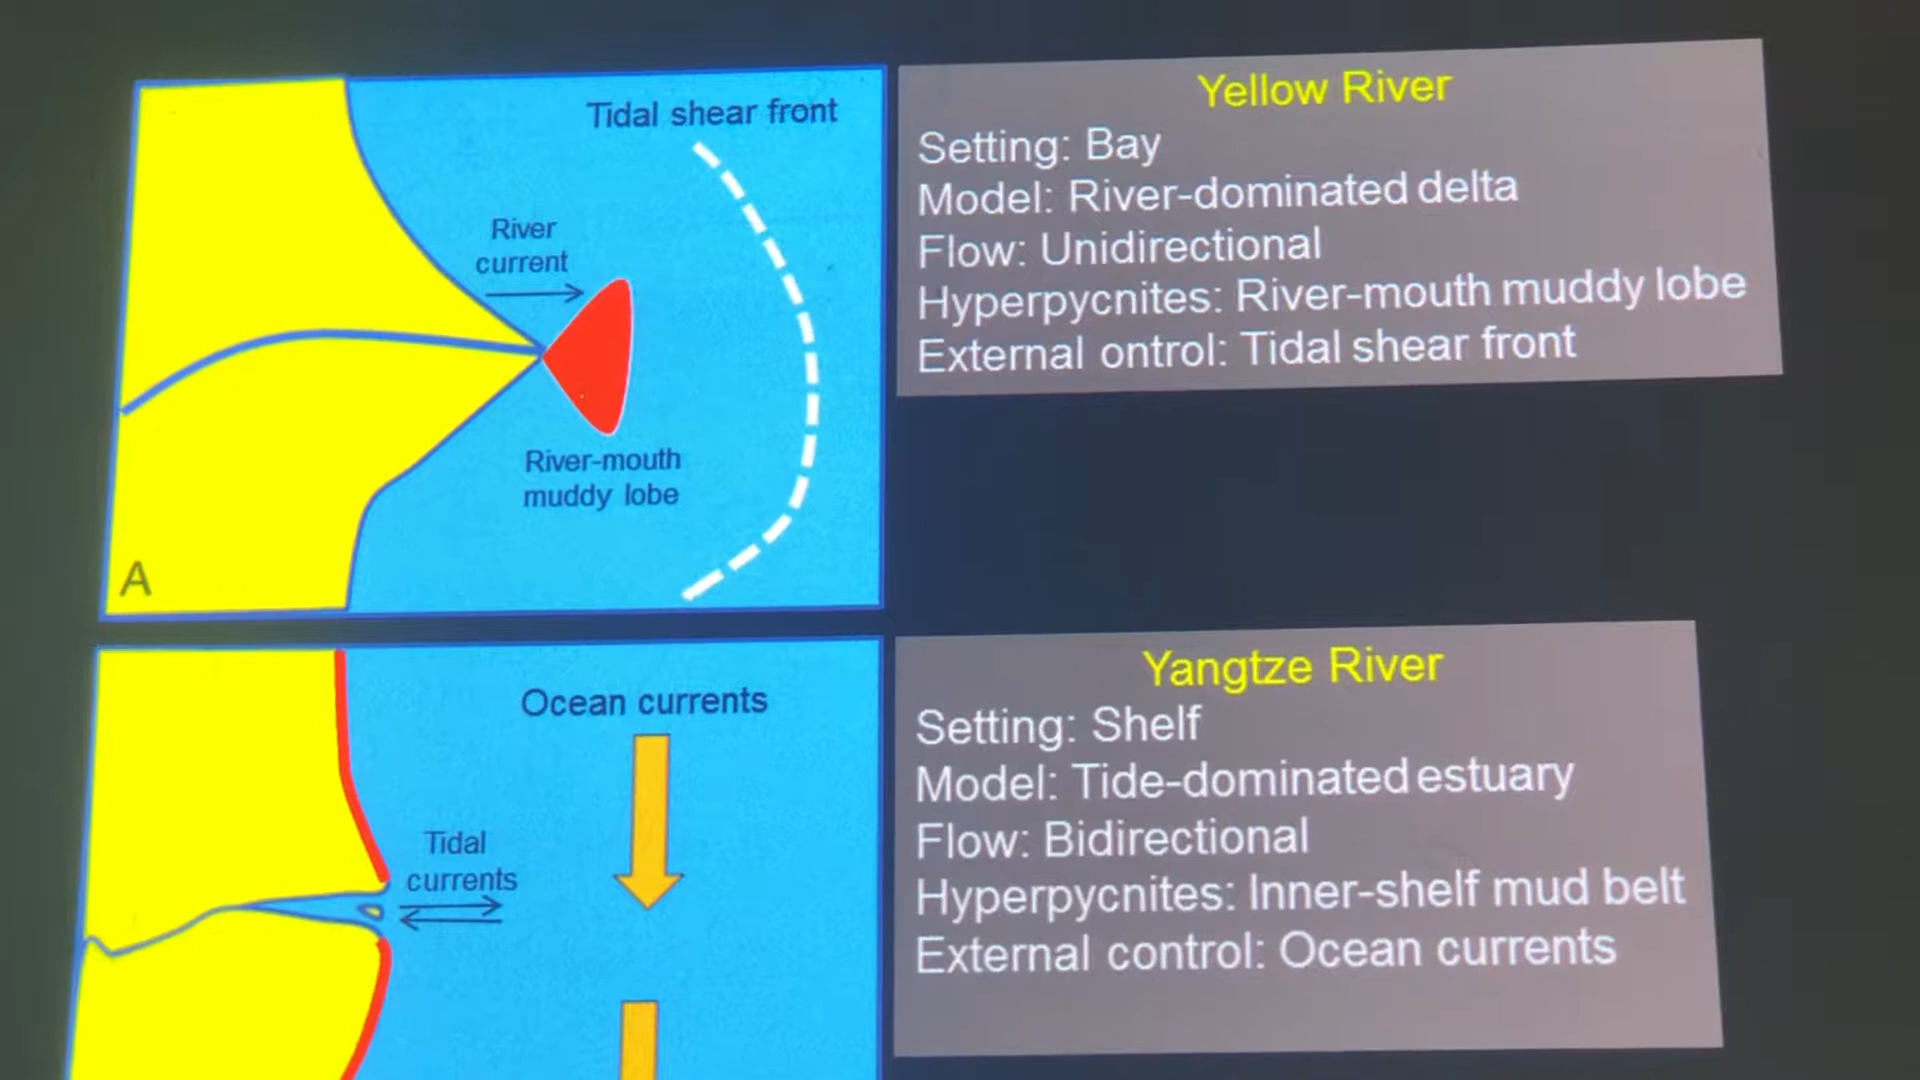 Tidal shear front
River
current
River-mouth
muddy lobe
A
Yellow River
Setting: Bay
Model: River-dominated delta
Flow: Unidirectional
Hyperpycnites: River-mouth muddy lobe
External ontrol: Tidal shear front
Ocean currents
Tidal
currents
Yangtze River
Setting: Shelf
Model: Tide-dominated estuary
Flow: Bidirectional
Hyperpycnites: Inner-shelf mud belt
External control: Ocean currents